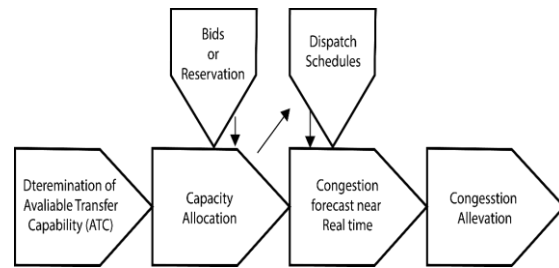 Bids
or
Reservation
Dispatch
Schedules
Dteremination of
Avaliable Transfer
Capability (ATC)
Capacity
Allocation
Congestion
forecast near
Real time
Congesstion
Allevation